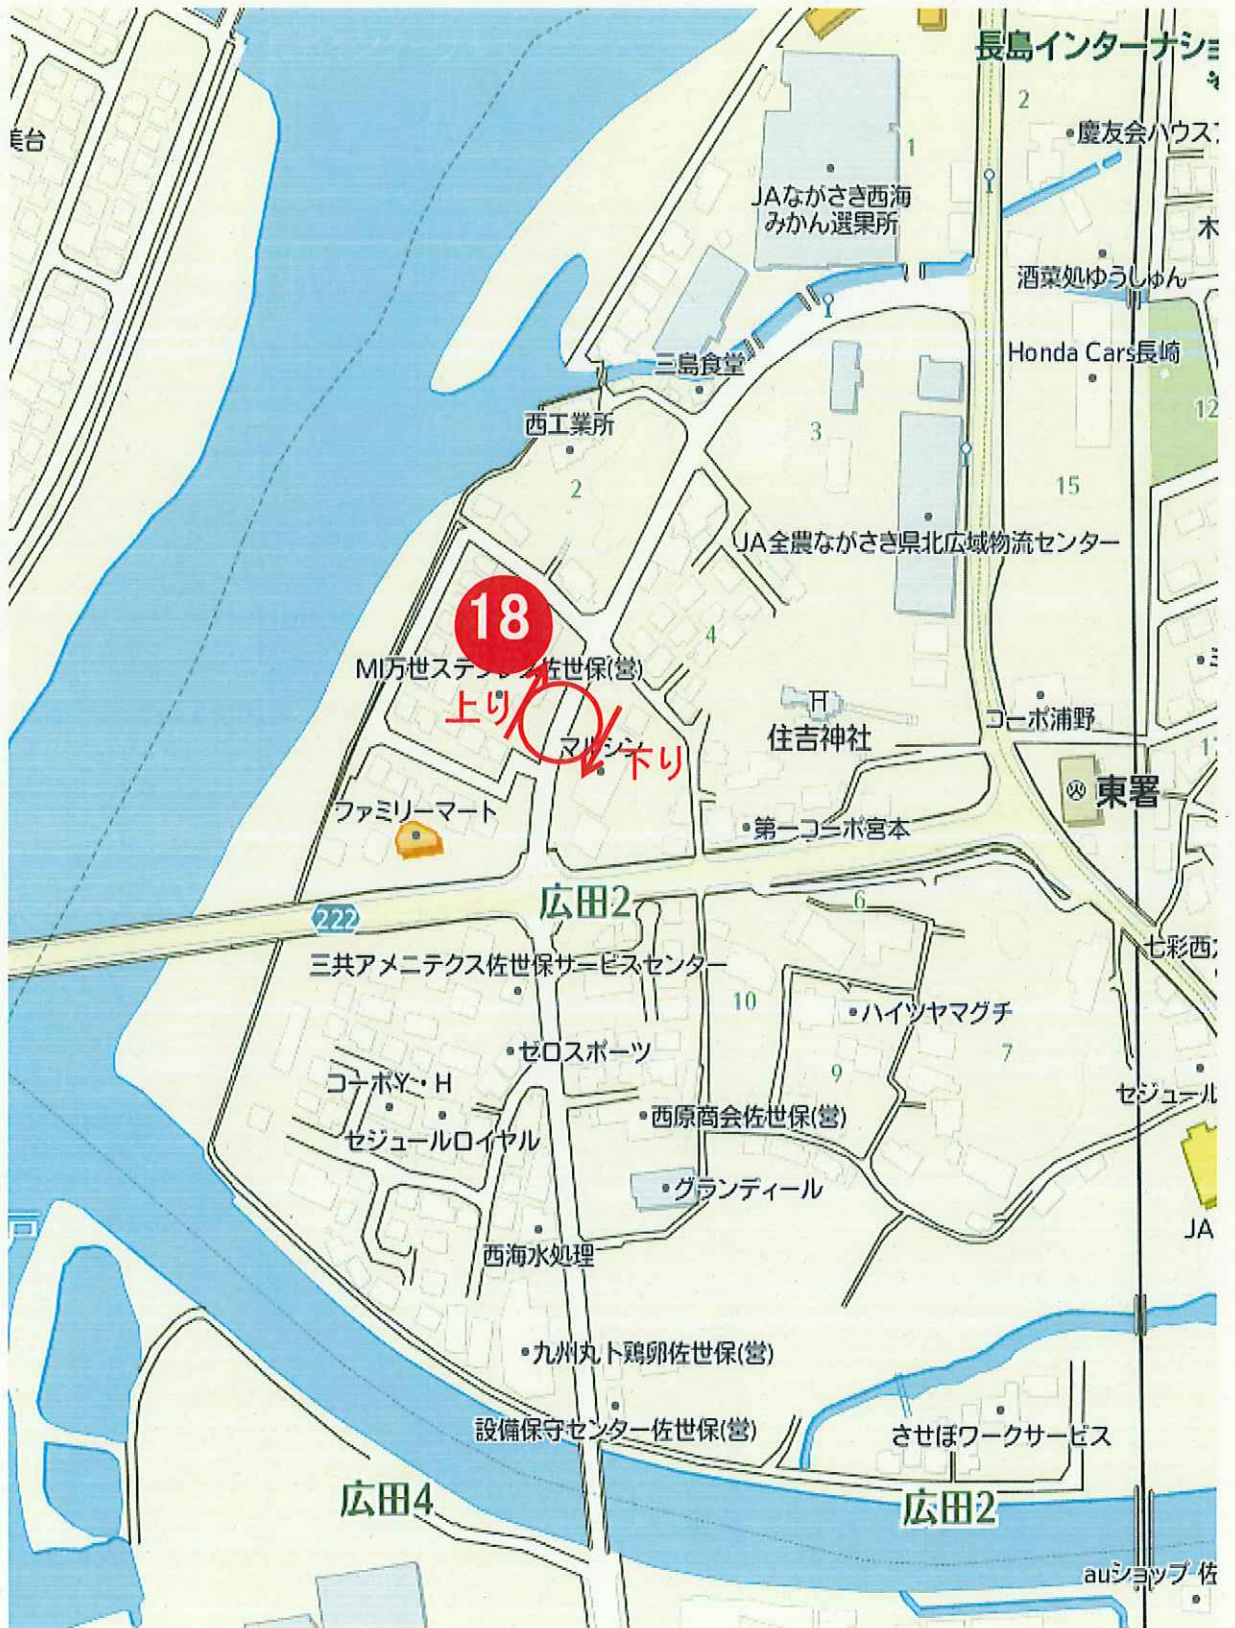 長島インターナショ
2
美台
慶友会ハウス
1
JAながさき西海
みかん選果所
木
酒菜処ゆうしゅん
三島食堂
Honda Cars長崎
12
西工業所
3
2
15
JA全農ながさき県北広域物流センター
18
4
MI万世ステンレス佐世保(営)
上り
コーポ浦野
住吉神社
マルシン
下り
東署
ファミリーマート
第一コーポ宮本
広田2
6
222
七彩西
三共アメニテクス佐世保サービスセンター
10
ハイツヤマグチ
ゼロスポーツ
7
9
コーポY・H
セジュール
西原商会佐世保(営)
セジュールロイヤル
グランディール
戸
JA
西海水処理
九州丸ト鶏卵佐世保(営)
設備保守センター佐世保(営)
させぼワークサービス
広田4
広田2
auショップ 佐